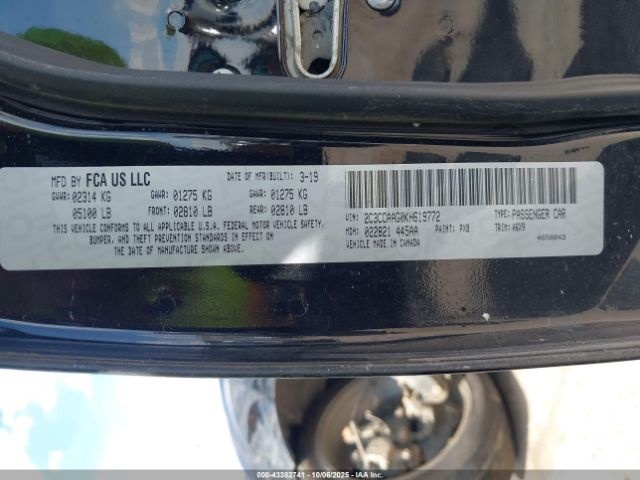 MFD BY FCA US LLC DATE OF MFR(BUILT): 3-19
GVWR: 02314 KG GAWR: 01275 KG GAWR: 01275 KG
05100 LB FRONT: 02810 LB REAR: 02810 LB
THIS VEHICLE CONFORMS TO ALL APPLICABLE U.S.A. FEDERAL MOTOR VEHICLE SAFETY,
BUMPER, AND THEFT PREVENTION STANDARDS IN EFFECT ON
THE DATE OF MANUFACTURE SHOWN ABOVE.
VIN: 2C3CCAAG0KH619772 TYPE: PASSENGER CAR
MDH: 022821 445AA PAINT: PX8 TRIM: A6X9
VEHICLE MADE IN CANADA 4650843
000-43382741 - 10/06/2025 - IAA Inc.